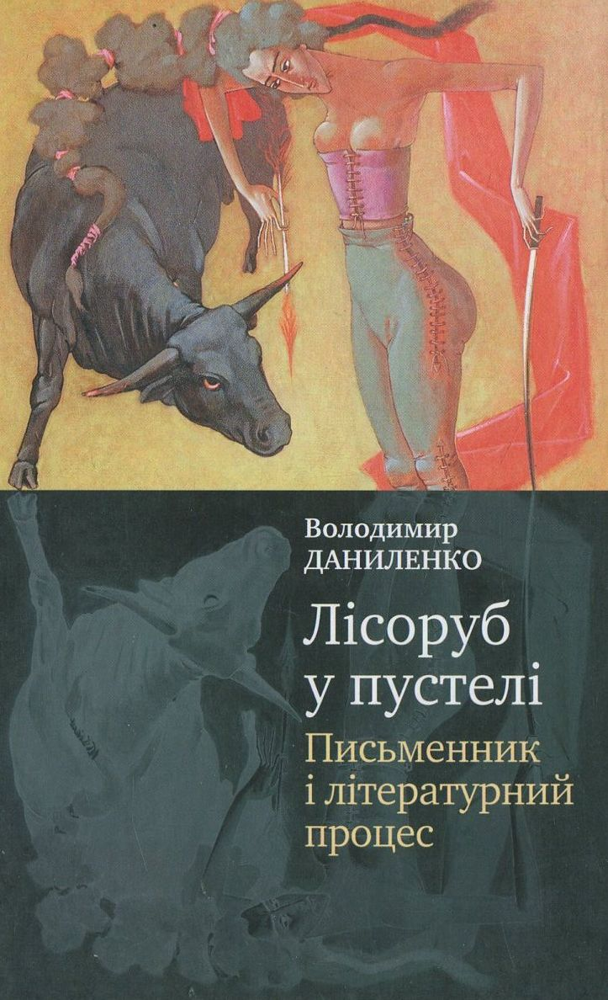 Володимир
ДАНИЛЕНКО
Лісоруб
у пустелі
Письменник
і літературний
процес